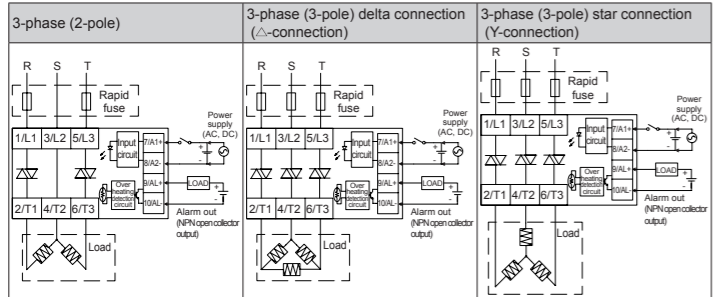 3-phase (2-pole)
R S T
Rapid
fuse
Power
supply
(AC, DC)
1/L1 3/L2 5/L3
Input
circuit
7/A1+
8/A2-
+
-
Over
heating
detection
circuit
9/AL+
10/AL-
LOAD
+
-
2/T1 4/T2 6/T3
Alarm out
(NPN open collector
output)
Load
3-phase (3-pole) delta connection
(△-connection)
R S T
Rapid
fuse
Power
supply
(AC, DC)
1/L1 3/L2 5/L3
Input
circuit
7/A1+
8/A2-
+
-
Over
heating
detection
circuit
9/AL+
10/AL-
LOAD
+
-
2/T1 4/T2 6/T3
Alarm out
(NPN open collector
output)
Load
3-phase (3-pole) star connection
(Y-connection)
R S T
Rapid
fuse
Power
supply
(AC, DC)
1/L1 3/L2 5/L3
Input
circuit
7/A1+
8/A2-
+
-
Over
heating
detection
circuit
9/AL+
10/AL-
LOAD
+
-
2/T1 4/T2 6/T3
Alarm out
(NPN open collector
output)
Load